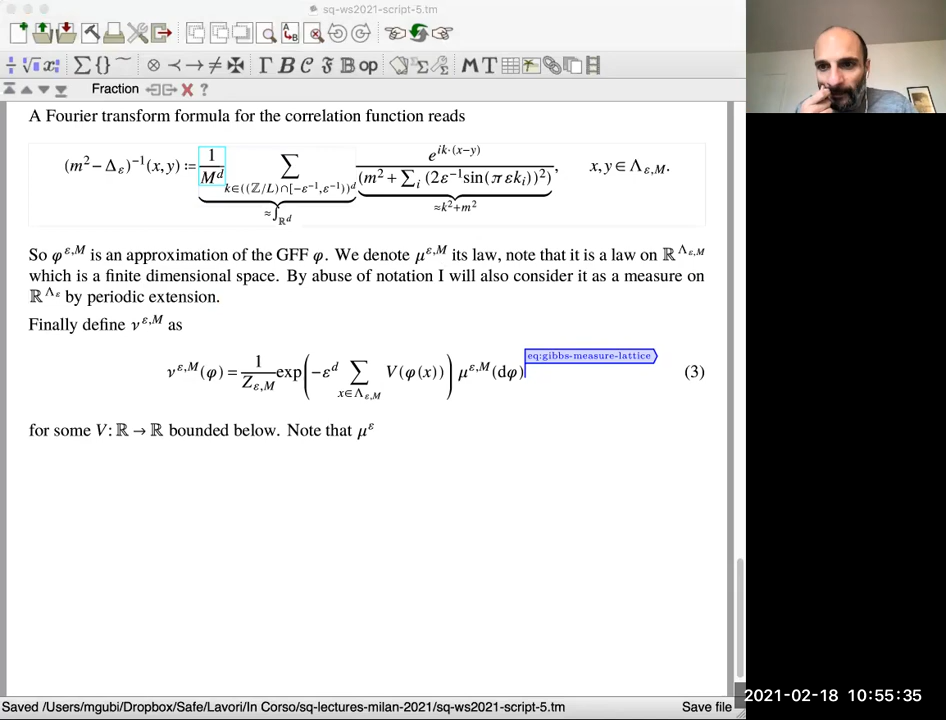 sq-ws2021-script-5.tm
Fraction
A Fourier transform formula for the correlation function reads
(m² − Δ_ε)⁻¹(x, y) ≔ 1/M^d ∑_{k∈((ℤ/L)∩[−ε⁻¹,ε⁻¹))^d} e^{ik·(x−y)}/(m² + ∑_i (2ε⁻¹sin(π ε k_i))²), x, y ∈ Λ_{ε,M}.
≈∫_{ℝ^d} ≈k²+m²
So φ^{ε,M} is an approximation of the GFF φ. We denote μ^{ε,M} its law, note that it is a law on ℝ^{Λ_{ε,M}}
which is a finite dimensional space. By abuse of notation I will also consider it as a measure on
ℝ^{Λ_ε} by periodic extension.
Finally define ν^{ε,M} as
eq:gibbs-measure-lattice
ν^{ε,M}(φ) = 1/Z_{ε,M} exp(−ε^d ∑_{x∈Λ_{ε,M}} V(φ(x))) μ^{ε,M}(dφ) (3)
for some V: ℝ → ℝ bounded below. Note that μ^ε
Saved /Users/mgubi/Dropbox/Safe/Lavori/In Corso/sq-lectures-milan-2021/sq-ws2021-script-5.tm Save file
2021-02-18 10:55:35